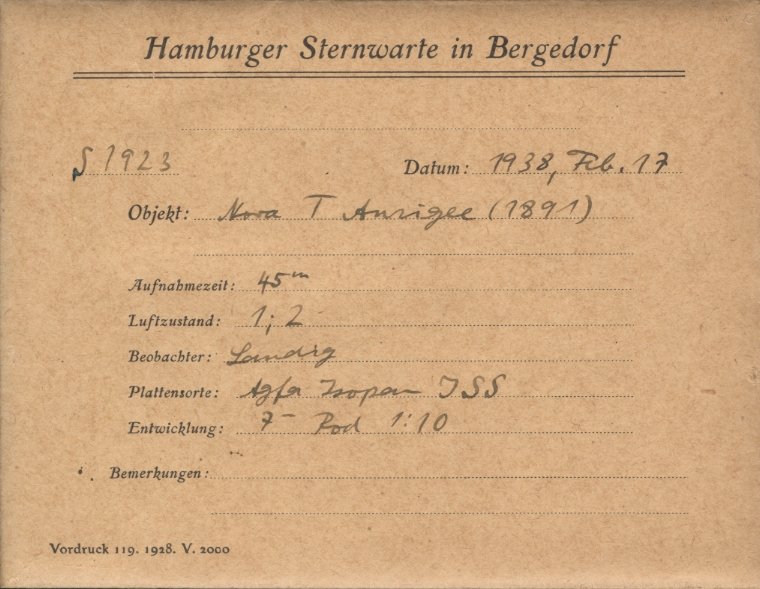 Hamburger Sternwarte in Bergedorf
S 1923 Datum: 1938, Feb. 17
Objekt: Nova T Aurigae (1891)
Aufnahmezeit: 45m
Luftzustand: 1; 2
Beobachter:
Plattensorte: Agfa Isopan ISS
Entwicklung: 7m Rod 1:10
Bemerkungen:
Vordruck 119. 1928. V. 2000